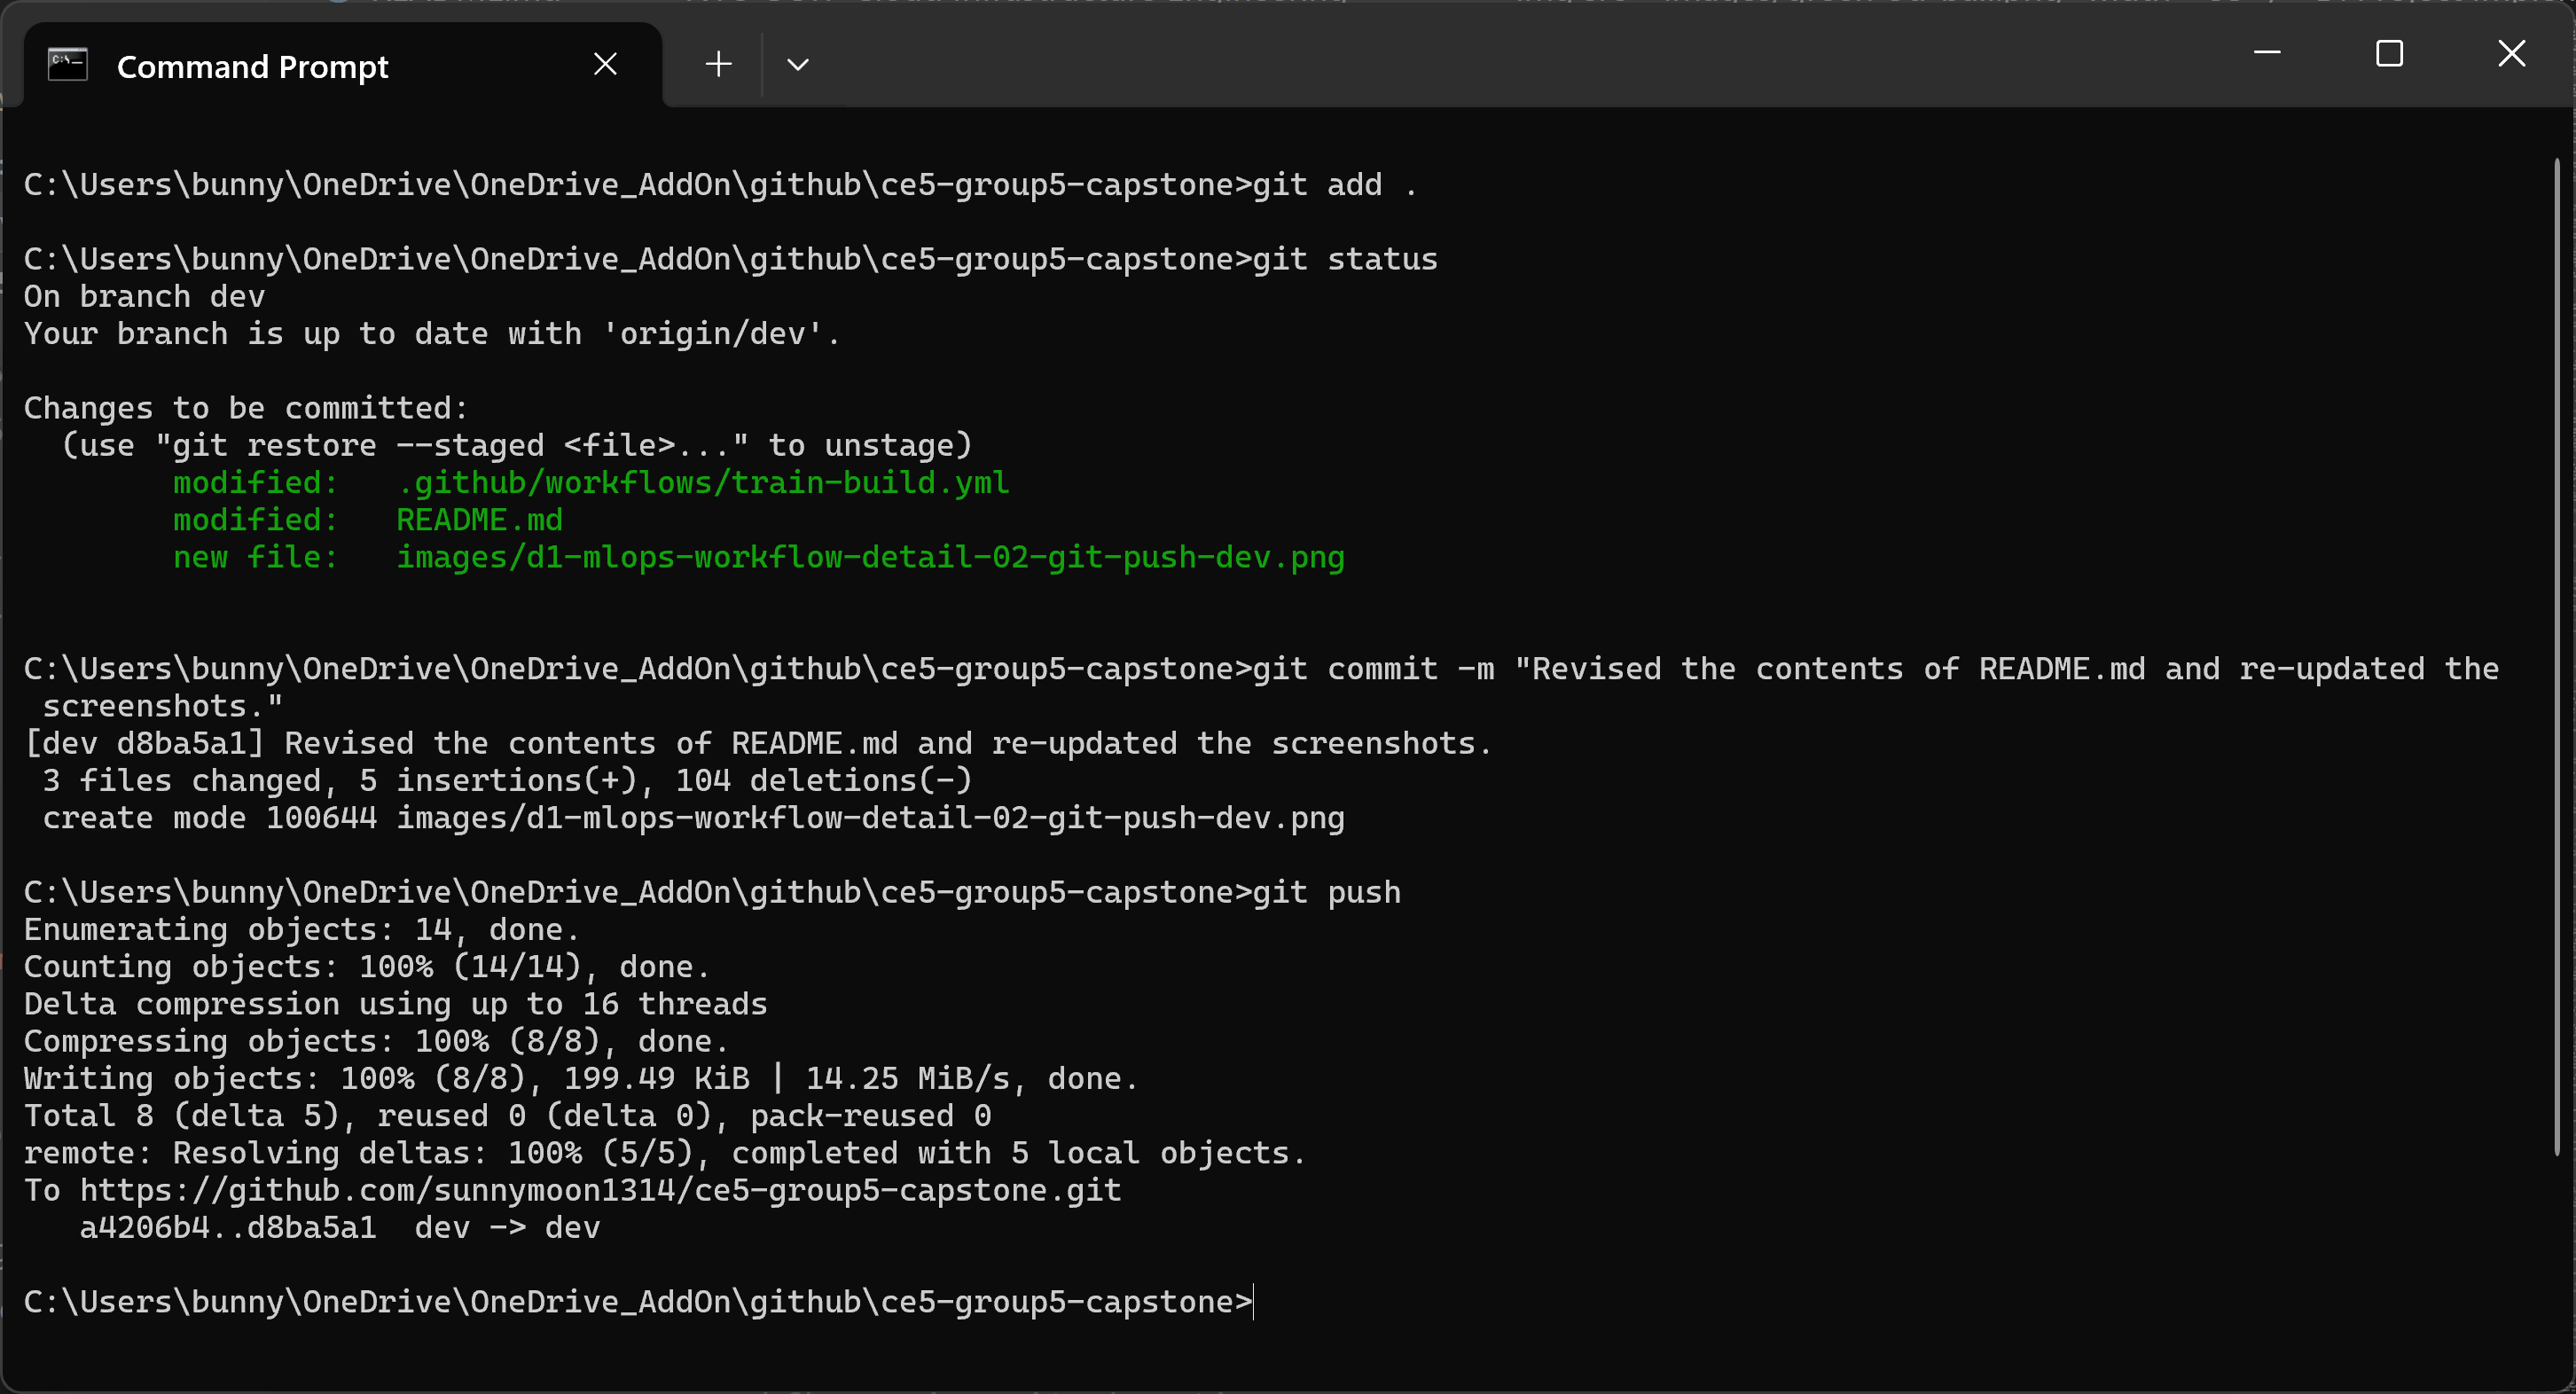 Command Prompt
C:\Users\bunny\OneDrive\OneDrive_AddOn\github\ce5-group5-capstone>git add .
C:\Users\bunny\OneDrive\OneDrive_AddOn\github\ce5-group5-capstone>git status
On branch dev
Your branch is up to date with 'origin/dev'.
Changes to be committed:
  (use "git restore --staged <file>..." to unstage)
        modified:   .github/workflows/train-build.yml
        modified:   README.md
        new file:   images/d1-mlops-workflow-detail-02-git-push-dev.png
C:\Users\bunny\OneDrive\OneDrive_AddOn\github\ce5-group5-capstone>git commit -m "Revised the contents of README.md and re-updated the
 screenshots."
[dev d8ba5a1] Revised the contents of README.md and re-updated the screenshots.
 3 files changed, 5 insertions(+), 104 deletions(-)
 create mode 100644 images/d1-mlops-workflow-detail-02-git-push-dev.png
C:\Users\bunny\OneDrive\OneDrive_AddOn\github\ce5-group5-capstone>git push
Enumerating objects: 14, done.
Counting objects: 100% (14/14), done.
Delta compression using up to 16 threads
Compressing objects: 100% (8/8), done.
Writing objects: 100% (8/8), 199.49 KiB | 14.25 MiB/s, done.
Total 8 (delta 5), reused 0 (delta 0), pack-reused 0
remote: Resolving deltas: 100% (5/5), completed with 5 local objects.
To https://github.com/sunnymoon1314/ce5-group5-capstone.git
   a4206b4..d8ba5a1  dev -> dev
C:\Users\bunny\OneDrive\OneDrive_AddOn\github\ce5-group5-capstone>